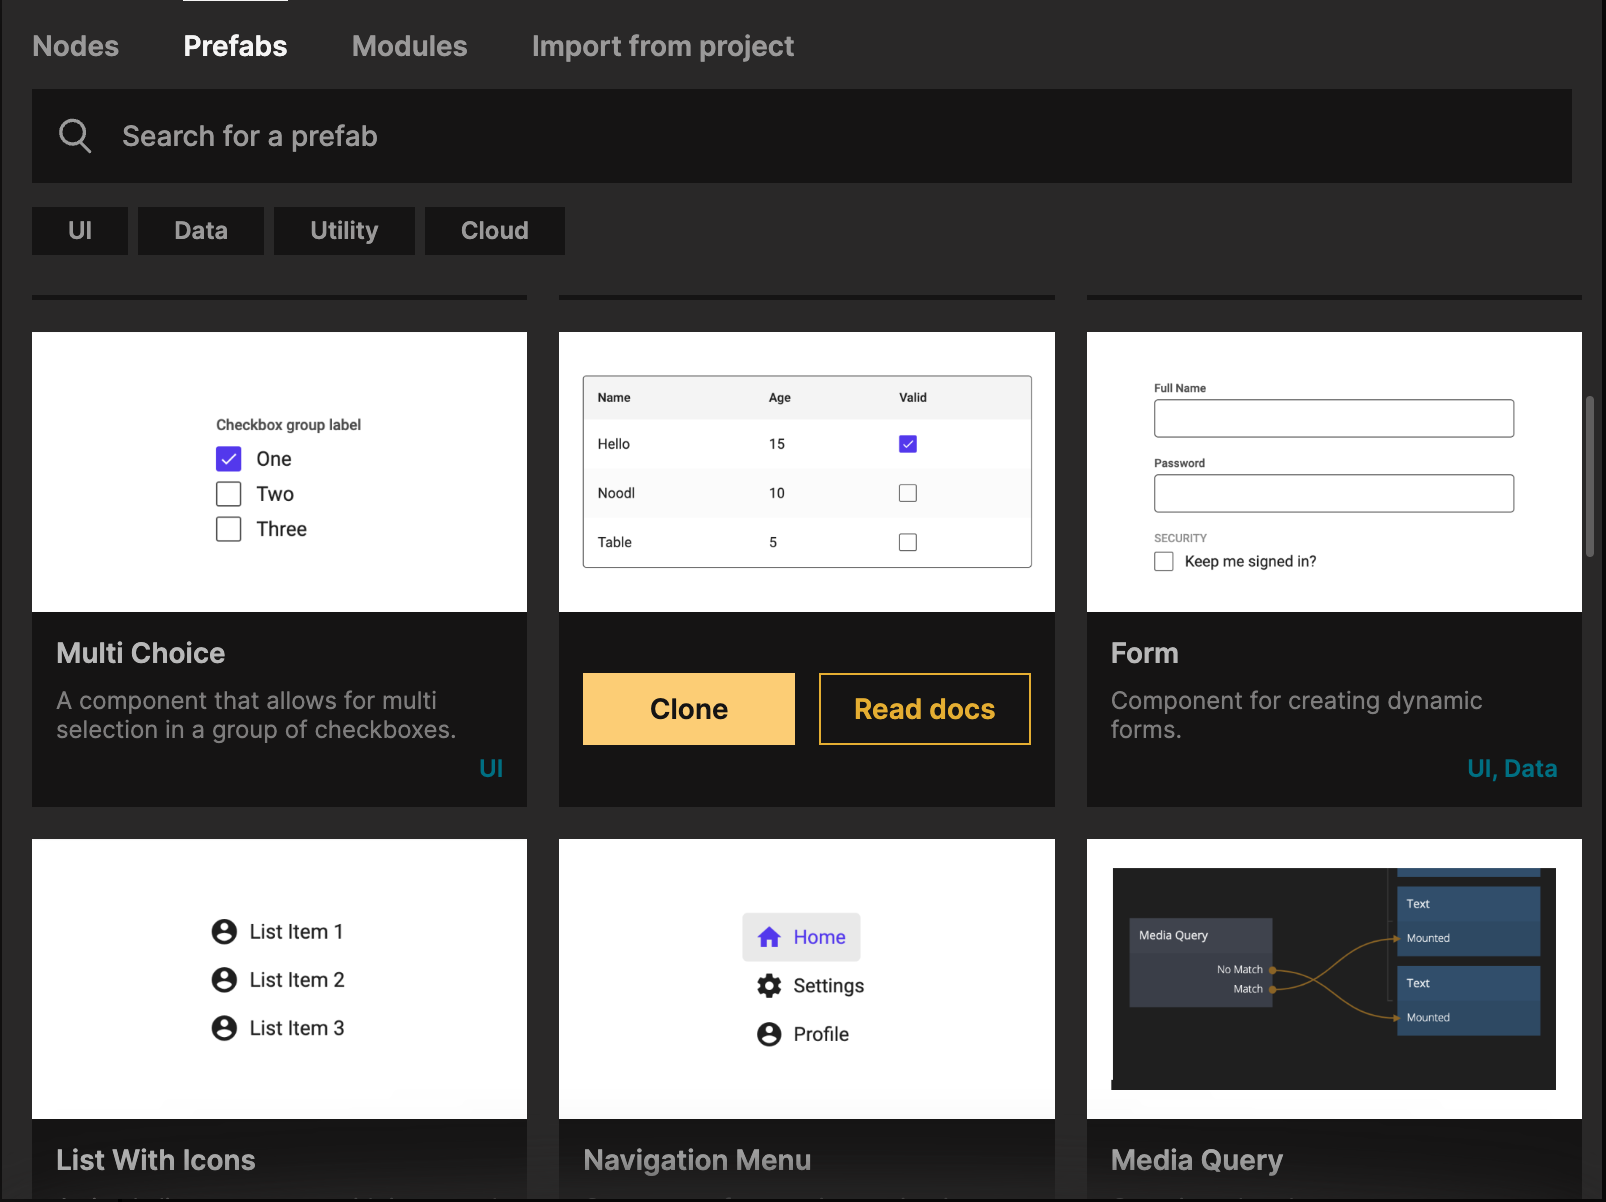 Nodes
Prefabs
Modules
Import from project
Search for a prefab
UI
Data
Utility
Cloud
Checkbox group label
One
Two
Three
Multi Choice
A component that allows for multi
selection in a group of checkboxes.
UI
Name Age Valid
Hello 15
Noodl 10
Table 5
Clone
Read docs
Full Name
Password
SECURITY
Keep me signed in?
Form
Component for creating dynamic
forms.
UI, Data
List Item 1
List Item 2
List Item 3
List With Icons
Home
Settings
Profile
Navigation Menu
Media Query
No Match
Match
Text
Mounted
Text
Mounted
Media Query